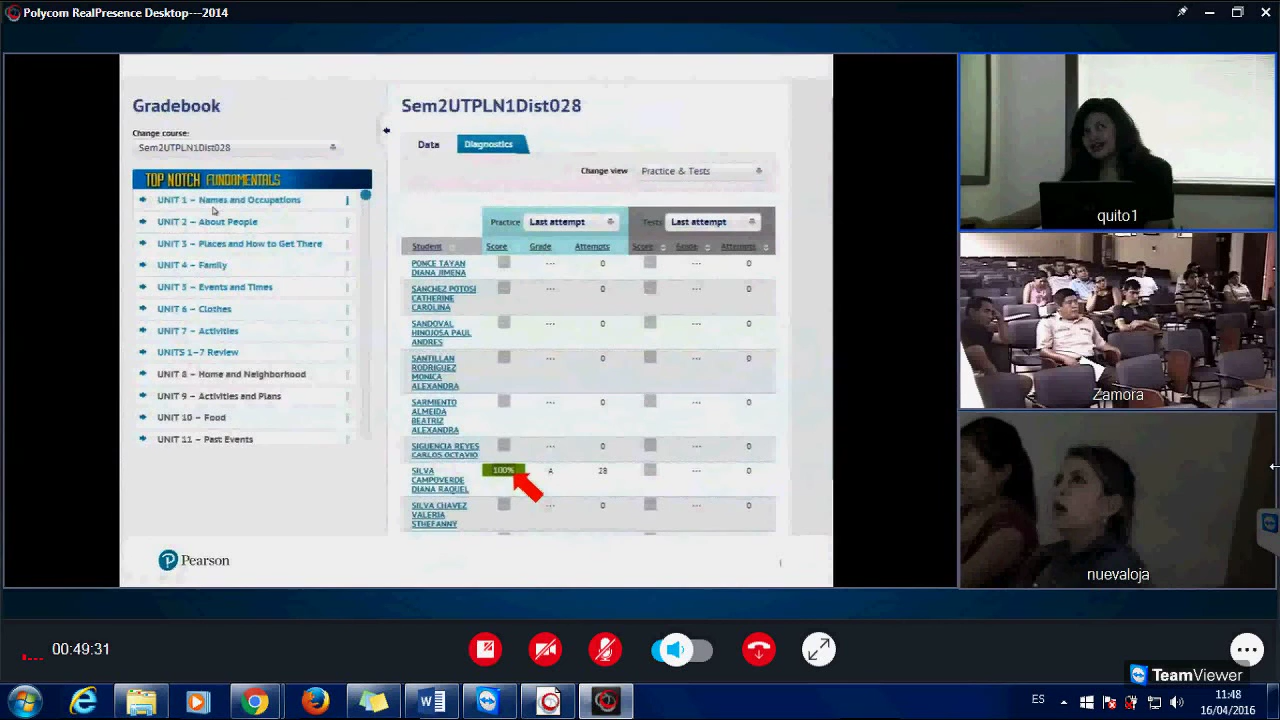 Polycom RealPresence Desktop---2014
Gradebook
Change course:
Sem2UTPLN1Dist028
TOP NOTCH FUNDAMENTALS
UNIT 1 – Names and Occupations
UNIT 2 – About People
UNIT 3 – Places and How to Get There
UNIT 4 – Family
UNIT 5 – Events and Times
UNIT 6 – Clothes
UNIT 7 – Activities
UNITS 1–7 Review
UNIT 8 – Home and Neighborhood
UNIT 9 – Activities and Plans
UNIT 10 – Food
UNIT 11 – Past Events
Sem2UTPLN1Dist028
Data Diagnostics
Change view Practice & Tests
Practice Last attempt Tests Last attempt
Student Score Grade Attempts Score Grade Attempts
PONCE TAYAN --- 0 --- 0
DIANA JIMENA
SANCHEZ POTOSI --- 0 --- 0
CATHERINE
CAROLINA
SANDOVAL --- 0 --- 0
HINOJOSA PAUL
ANDRES
SANTILLAN --- 0 --- 0
RODRIGUEZ
MONICA
ALEXANDRA
SARMIENTO --- 0 --- 0
ALMEIDA
BEATRIZ
ALEXANDRA
SIGUENCIA REYES --- 0 --- 0
CARLOS OCTAVIO
SILVA 100% A 28 --- 0
CAMPOVERDE
DIANA RAQUEL
SILVA CHAVEZ --- 0 --- 0
VALERIA
STHEFANNY
Pearson
quito1
Zamora
nuevaloja
00:49:31
TeamViewer
ES
11:48
16/04/2016